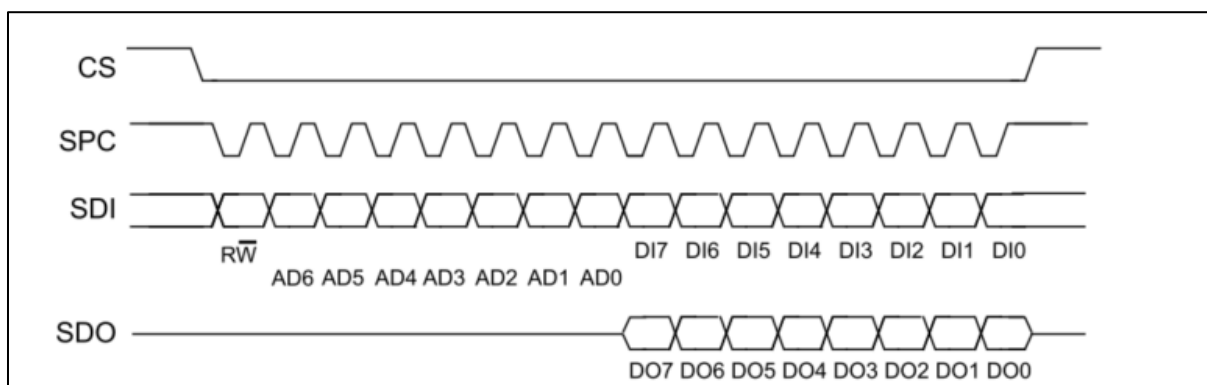 CS
SPC
SDI
RW̅ DI7 DI6 DI5 DI4 DI3 DI2 DI1 DI0
AD6 AD5 AD4 AD3 AD2 AD1 AD0
SDO
DO7 DO6 DO5 DO4 DO3 DO2 DO1 DO0